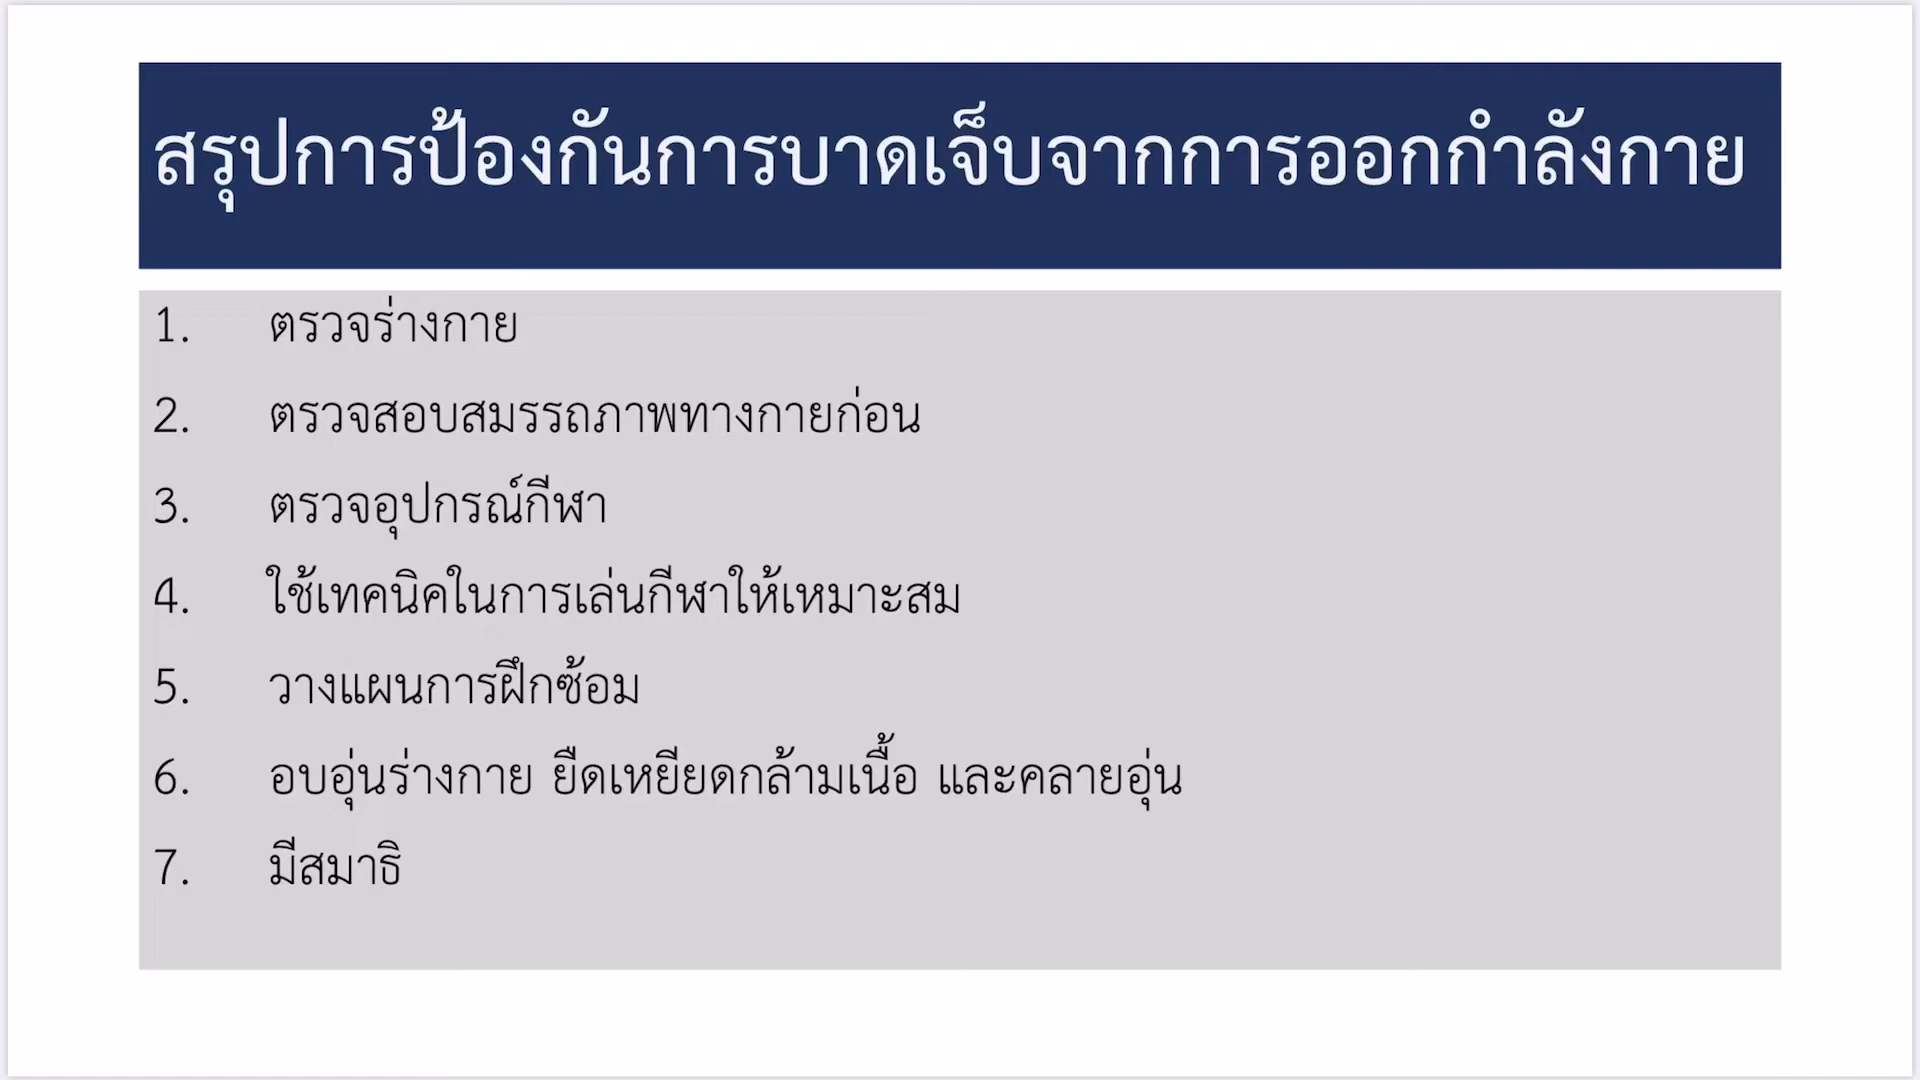 สรุปการป้องกันการบาดเจ็บจากการออกกำลังกาย
1. ตรวจร่างกาย
2. ตรวจสอบสมรรถภาพทางกายก่อน
3. ตรวจอุปกรณ์กีฬา
4. ใช้เทคนิคในการเล่นกีฬาให้เหมาะสม
5. วางแผนการฝึกซ้อม
6. อบอุ่นร่างกาย ยืดเหยียดกล้ามเนื้อ และคลายอุ่น
7. มีสมาธิ